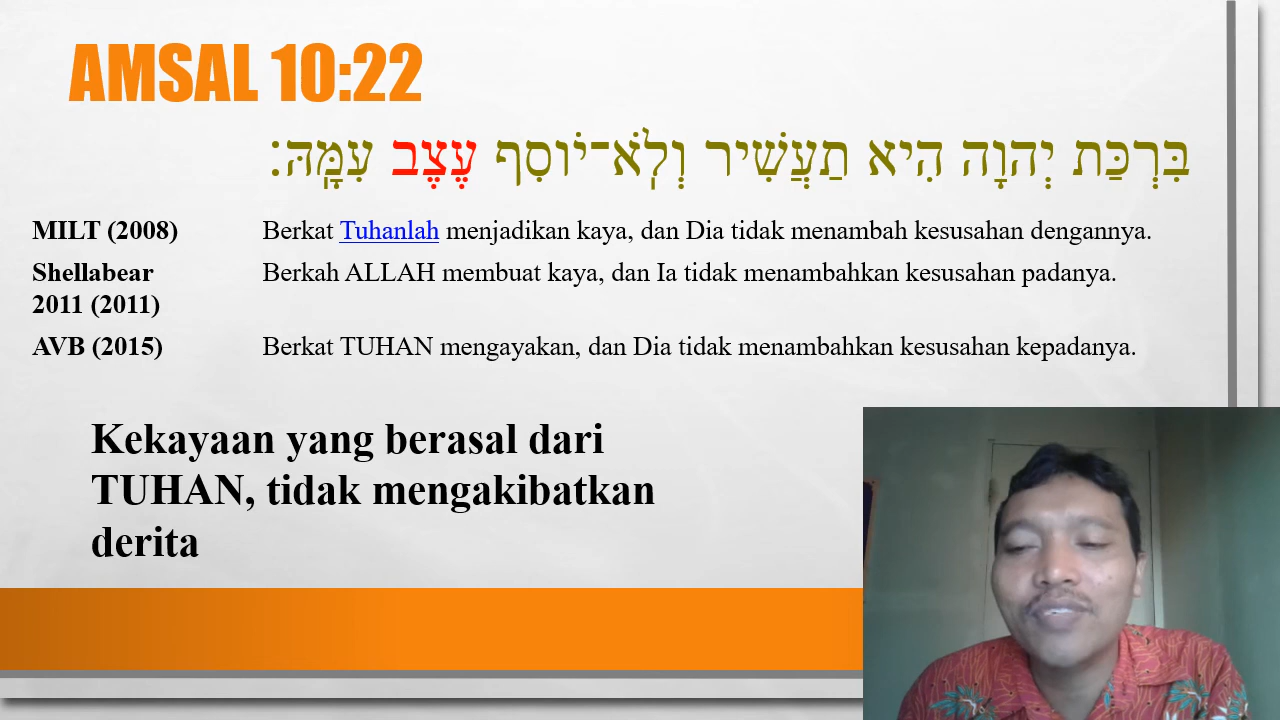 AMSAL 10:22
בִּרְכַּת יְהוָה הִיא תַעֲשִׁיר וְלֹֽא־יוֹסִף עֶצֶב עִמָּֽהּ׃
MILT (2008) Berkat Tuhanlah menjadikan kaya, dan Dia tidak menambah kesusahan dengannya.
Shellabear Berkah ALLAH membuat kaya, dan Ia tidak menambahkan kesusahan padanya.
2011 (2011)
AVB (2015) Berkat TUHAN mengayakan, dan Dia tidak menambahkan kesusahan kepadanya.
Kekayaan yang berasal dari
TUHAN, tidak mengakibatkan
derita